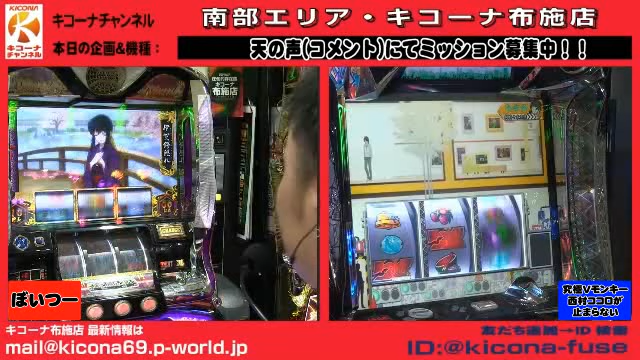 KICONA
キコーナ
チャンネル
キコーナチャンネル
南部エリア・キコーナ布施店
本日の企画&機種：
天の声(コメント)にてミッション募集中！！
キコーナ
布施店
ぽいつー
究極Vモンキー
西村ココロが
止まらない
キコーナ布施店 最新情報は
mail@kicona69.p-world.jp
友だち追加→ID 検索
ID:@kicona-fuse